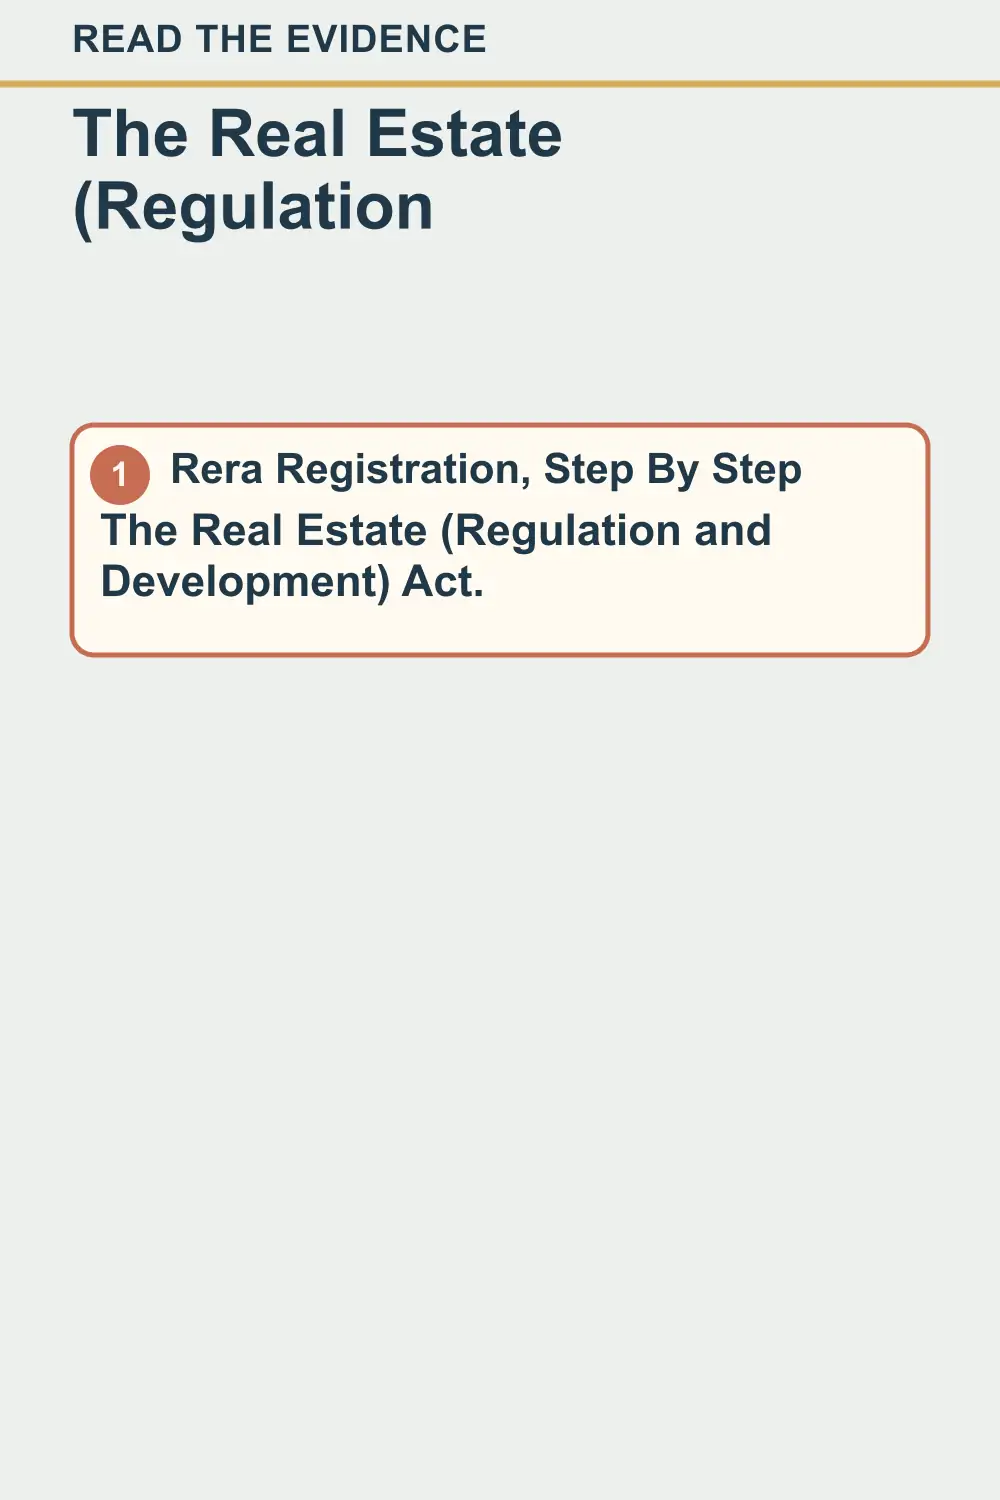 READ THE EVIDENCE
The Real Estate
(Regulation
1 Rera Registration, Step By Step
The Real Estate (Regulation and
Development) Act.